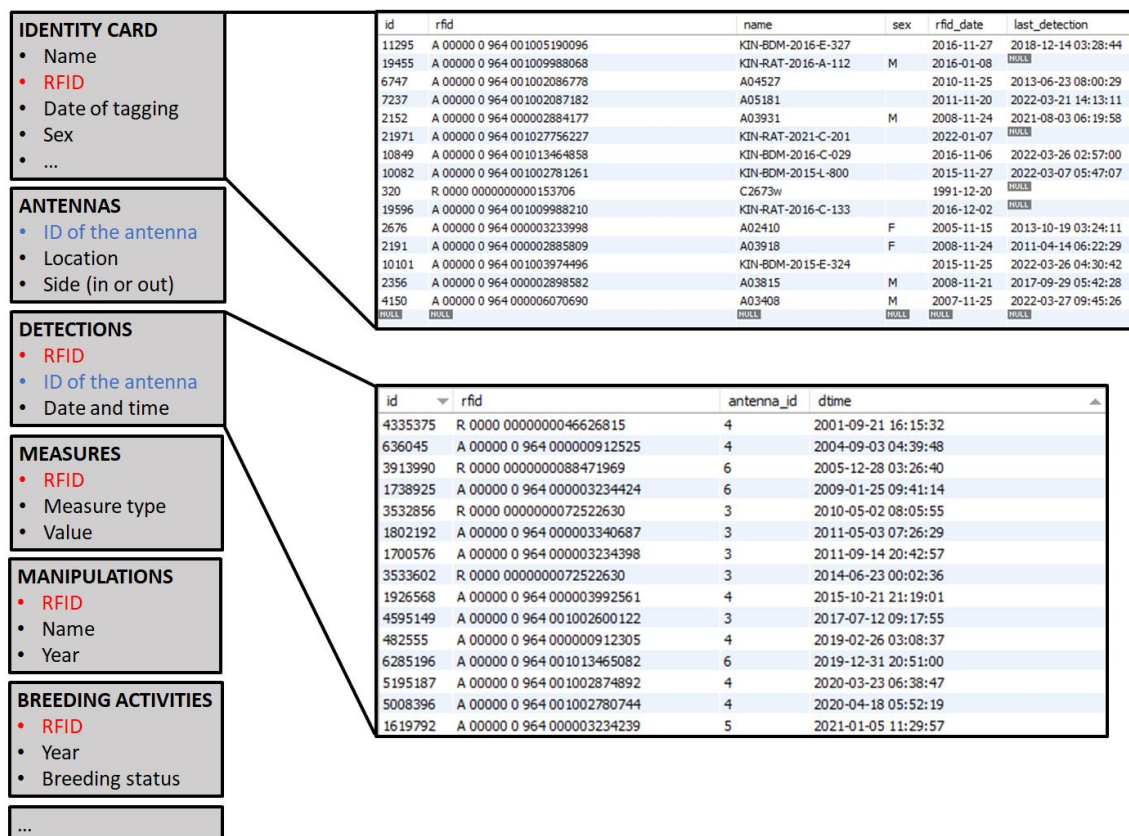 IDENTITY CARD
• Name
• RFID
• Date of tagging
• Sex
• ...
ANTENNAS
• ID of the antenna
• Location
• Side (in or out)
DETECTIONS
• RFID
• ID of the antenna
• Date and time
MEASURES
• RFID
• Measure type
• Value
MANIPULATIONS
• RFID
• Name
• Year
BREEDING ACTIVITIES
• RFID
• Year
• Breeding status
...
id rfid name sex rfid_date last_detection
11295 A 00000 0 964 001005190096 KIN-BDM-2016-E-327 2016-11-27 2018-12-14 03:28:44
19455 A 00000 0 964 001009988068 KIN-RAT-2016-A-112 M 2016-01-08 NULL
6747 A 00000 0 964 001002086778 A04527 2010-11-25 2013-06-23 08:00:29
7237 A 00000 0 964 001002087182 A05181 2011-11-20 2022-03-21 14:13:11
2152 A 00000 0 964 000002884177 A03931 M 2008-11-24 2021-08-03 06:19:58
21971 A 00000 0 964 001027756227 KIN-RAT-2021-C-201 2022-01-07 NULL
10849 A 00000 0 964 001013464858 KIN-BDM-2016-C-029 2016-11-06 2022-03-26 02:57:00
10082 A 00000 0 964 001002781261 KIN-BDM-2015-L-800 2015-11-27 2022-03-07 05:47:07
320 R 0000 0000000000153706 C2673w 1991-12-20 NULL
19596 A 00000 0 964 001009988210 KIN-RAT-2016-C-133 2016-12-02 NULL
2676 A 00000 0 964 000003233998 A02410 F 2005-11-15 2013-10-19 03:24:11
2191 A 00000 0 964 000002885809 A03918 F 2008-11-24 2011-04-14 06:22:29
10101 A 00000 0 964 001003974496 KIN-BDM-2015-E-324 2015-11-25 2022-03-26 04:30:42
2356 A 00000 0 964 000002898582 A03815 M 2008-11-21 2017-09-29 05:42:28
4150 A 00000 0 964 000006070690 A03408 M 2007-11-25 2022-03-27 09:45:26
NULL NULL NULL NULL NULL NULL
id rfid antenna_id dtime
4335375 R 0000 0000000046626815 4 2001-09-21 16:15:32
636045 A 00000 0 964 000000912525 4 2004-09-03 04:39:48
3913990 R 0000 0000000088471969 6 2005-12-28 03:26:40
1738925 A 00000 0 964 000003234424 6 2009-01-25 09:41:14
3532856 R 0000 0000000072522630 3 2010-05-02 08:05:55
1802192 A 00000 0 964 000003340687 3 2011-05-03 07:26:29
1700576 A 00000 0 964 000003234398 3 2011-09-14 20:42:57
3533602 R 0000 0000000072522630 3 2014-06-23 00:02:36
1926568 A 00000 0 964 000003992561 4 2015-10-21 21:19:01
4595149 A 00000 0 964 001002600122 3 2017-07-12 09:17:55
482555 A 00000 0 964 000000912305 4 2019-02-26 03:08:37
6285196 A 00000 0 964 001013465082 6 2019-12-31 20:51:00
5195187 A 00000 0 964 001002874892 4 2020-03-23 06:38:47
5008396 A 00000 0 964 001002780744 4 2020-04-18 05:52:19
1619792 A 00000 0 964 000003234239 5 2021-01-05 11:29:57